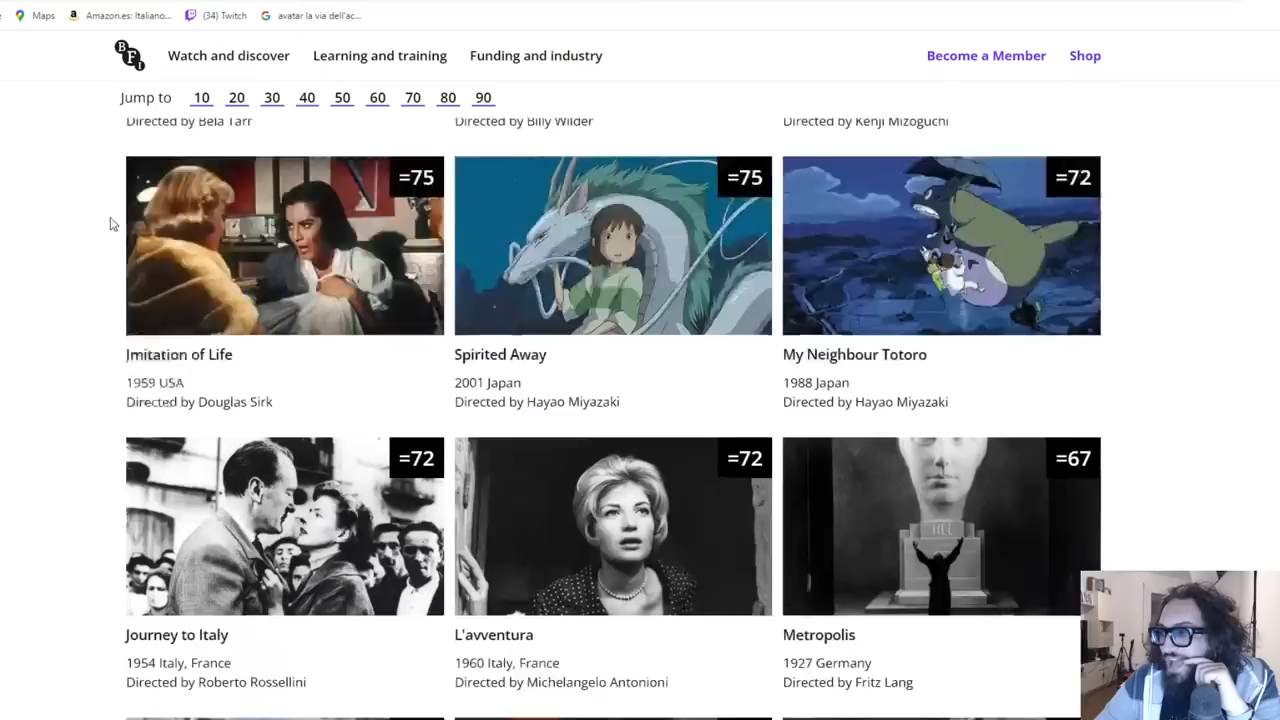 Maps
Amazon.es: Italiano...
(34) Twitch
avatar la via dell'ac...
BFI
Watch and discover
Learning and training
Funding and industry
Become a Member
Shop
Jump to 10 20 30 40 50 60 70 80 90
Directed by Béla Tarr
Directed by Billy Wilder
Directed by Kenji Mizoguchi
=75
=75
=72
Imitation of Life
Spirited Away
My Neighbour Totoro
1959 USA
2001 Japan
1988 Japan
Directed by Douglas Sirk
Directed by Hayao Miyazaki
Directed by Hayao Miyazaki
=72
=72
=67
HEL
Journey to Italy
L'avventura
Metropolis
1954 Italy, France
1960 Italy, France
1927 Germany
Directed by Roberto Rossellini
Directed by Michelangelo Antonioni
Directed by Fritz Lang